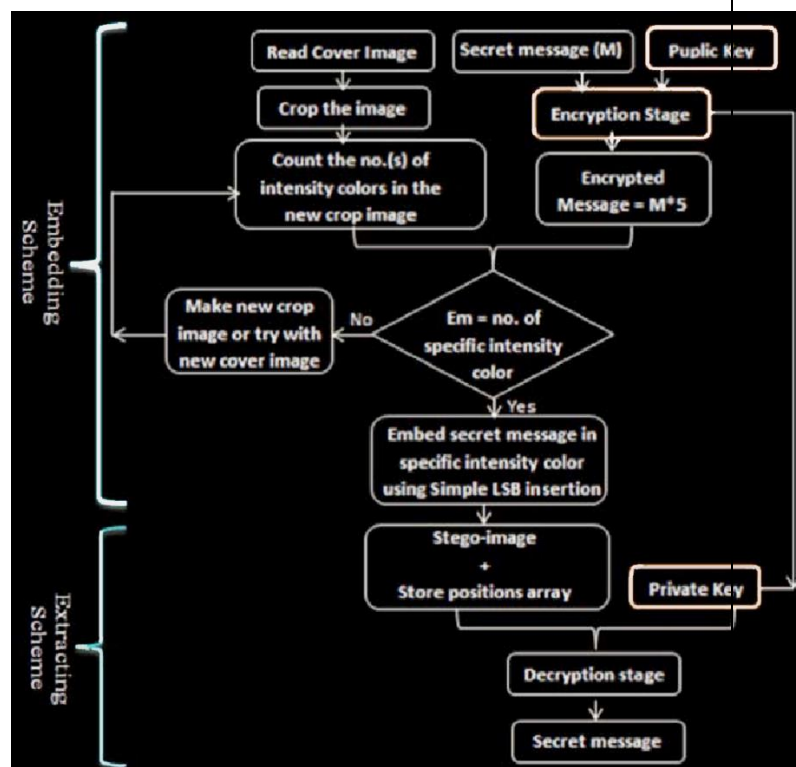 Read Cover Image
Secret message (M)
Puplic Key
Crop the image
Encryption Stage
Count the no.(s) of
intensity colors in the
new crop image
Encrypted
Message = M*5
Embedding
Scheme
Make new crop
image or try with
new cover image
No
Em = no. of
specific intensity
color
Yes
Embed secret message in
specific intensity color
using Simple LSB insertion
Stego-image
+
Store positions array
Private Key
Extracting
Scheme
Decryption stage
Secret message